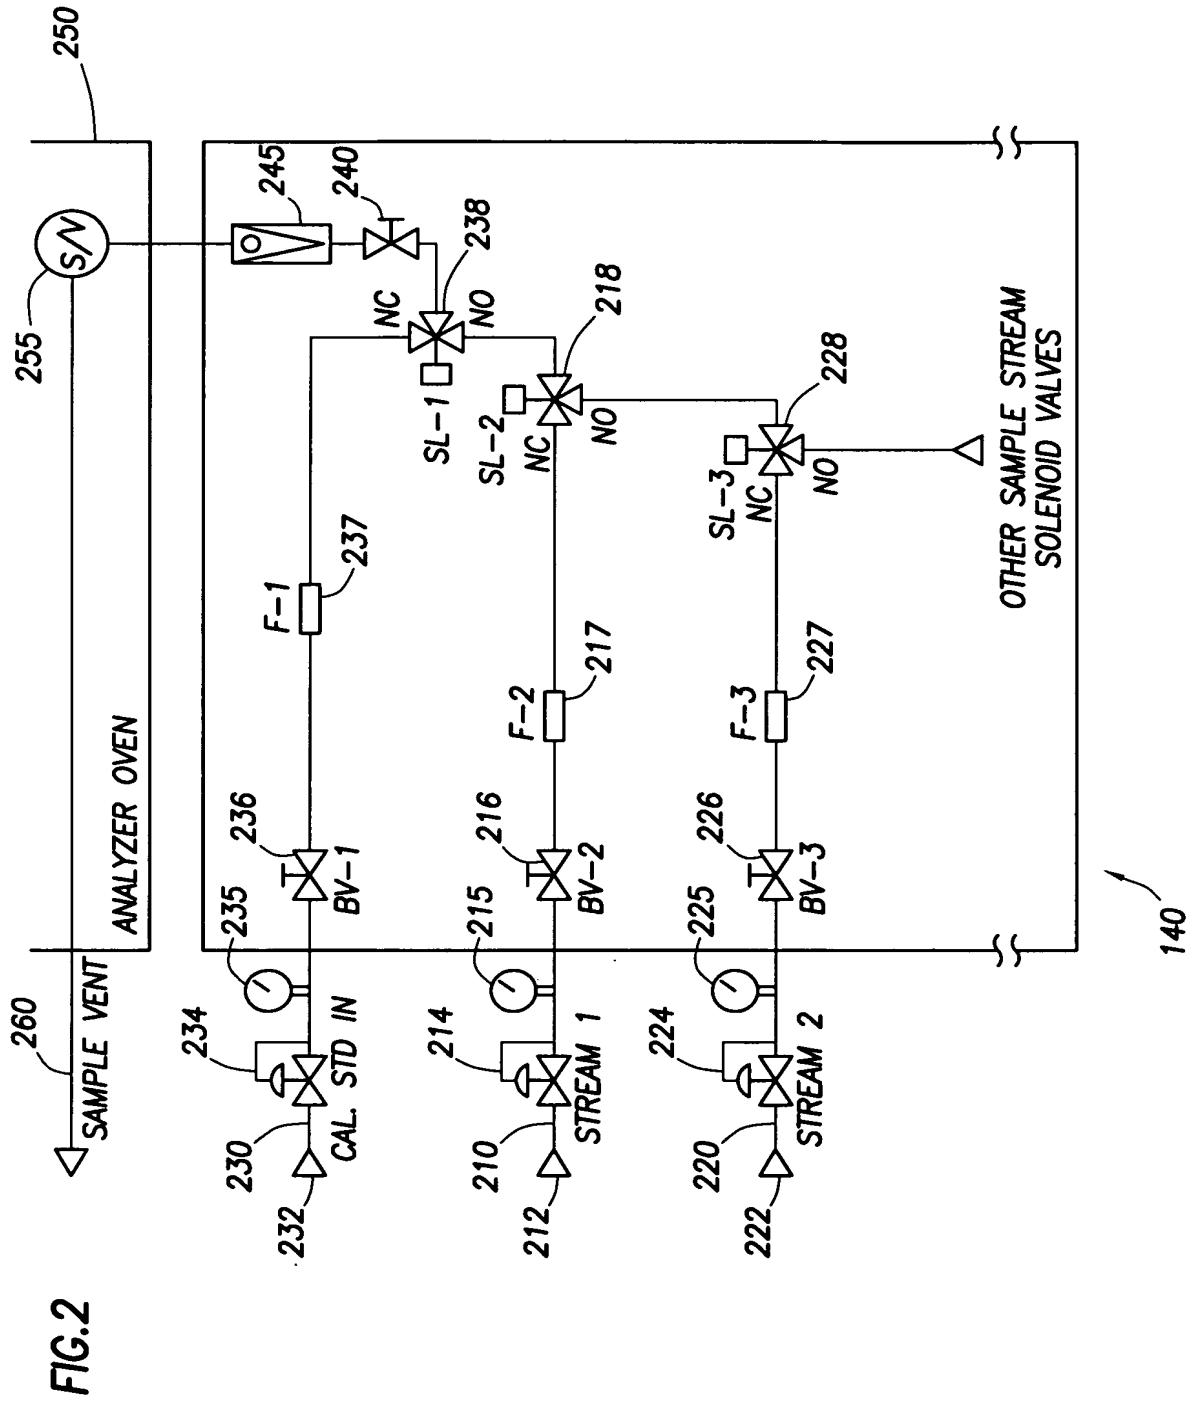 FIG.2
260
SAMPLE VENT
255
S/V
250
ANALYZER OVEN
232
230
CAL. STD IN
234
235
236
BV-1
F-1
237
NC
SL-1
NO
238
240
245
212
210
STREAM 1
214
215
216
BV-2
F-2
217
SL-2
NC
NO
218
222
220
STREAM 2
224
225
226
BV-3
F-3
227
SL-3
NC
NO
228
OTHER SAMPLE STREAM
SOLENOID VALVES
140